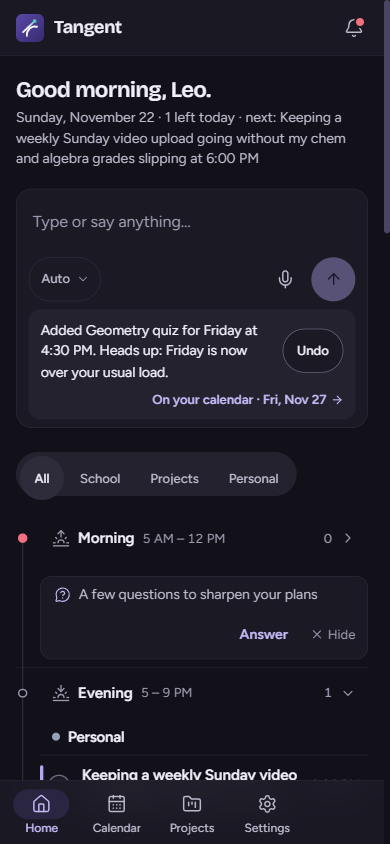 Tangent
Good morning, Leo.
Sunday, November 22 · 1 left today · next: Keeping a
weekly Sunday video upload going without my chem
and algebra grades slipping at 6:00 PM
Type or say anything...
Auto
Added Geometry quiz for Friday at
4:30 PM. Heads up: Friday is now
over your usual load.
Undo
On your calendar · Fri, Nov 27 →
All School Projects Personal
Morning 5 AM – 12 PM 0
A few questions to sharpen your plans
Answer Hide
Evening 5 – 9 PM 1
Personal
Keeping a weekly Sunday video
Home Calendar Projects Settings